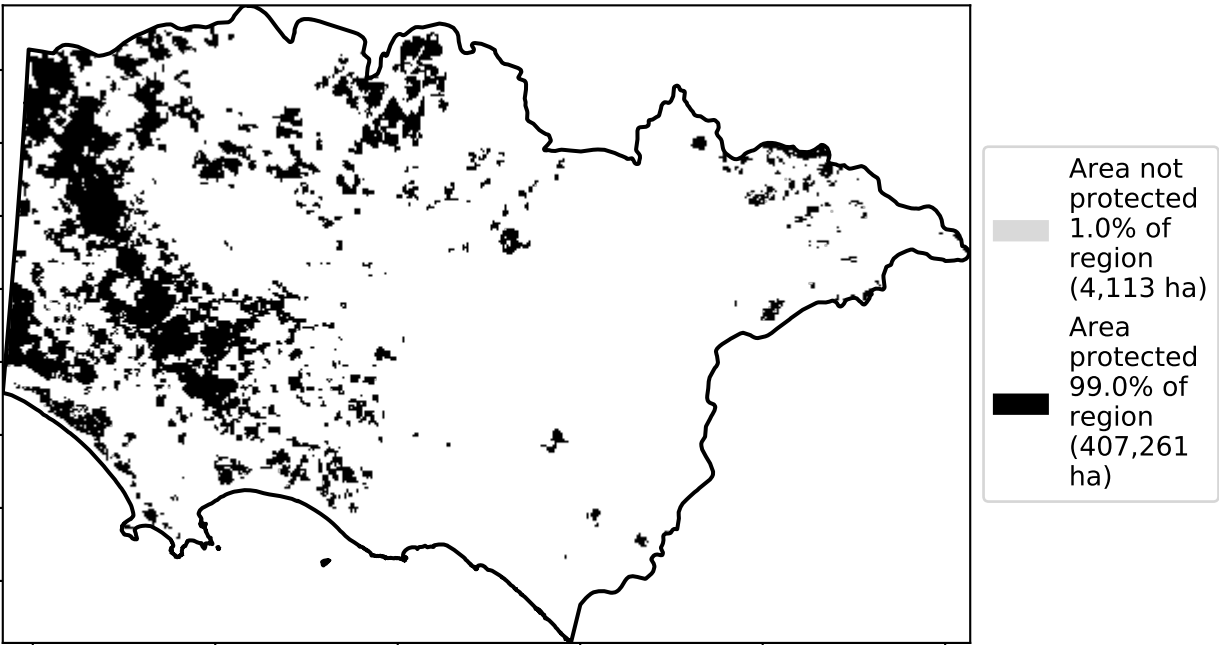 Area not
protected
1.0% of
region
(4,113 ha)
Area
protected
99.0% of
region
(407,261
ha)